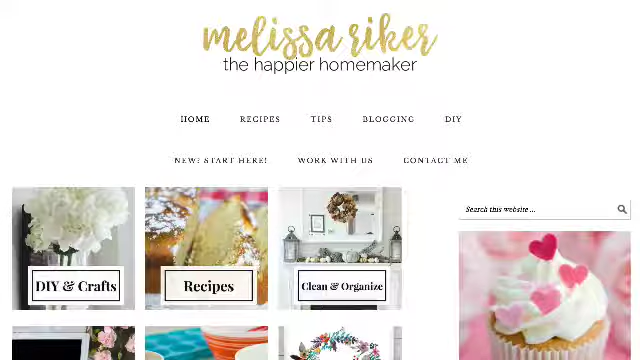 melissa riker
the happier homemaker
HOME RECIPES TIPS BLOGGING DIY
NEW? START HERE! WORK WITH US CONTACT ME
Search this website ...
DIY & Crafts
Recipes
Clean & Organize